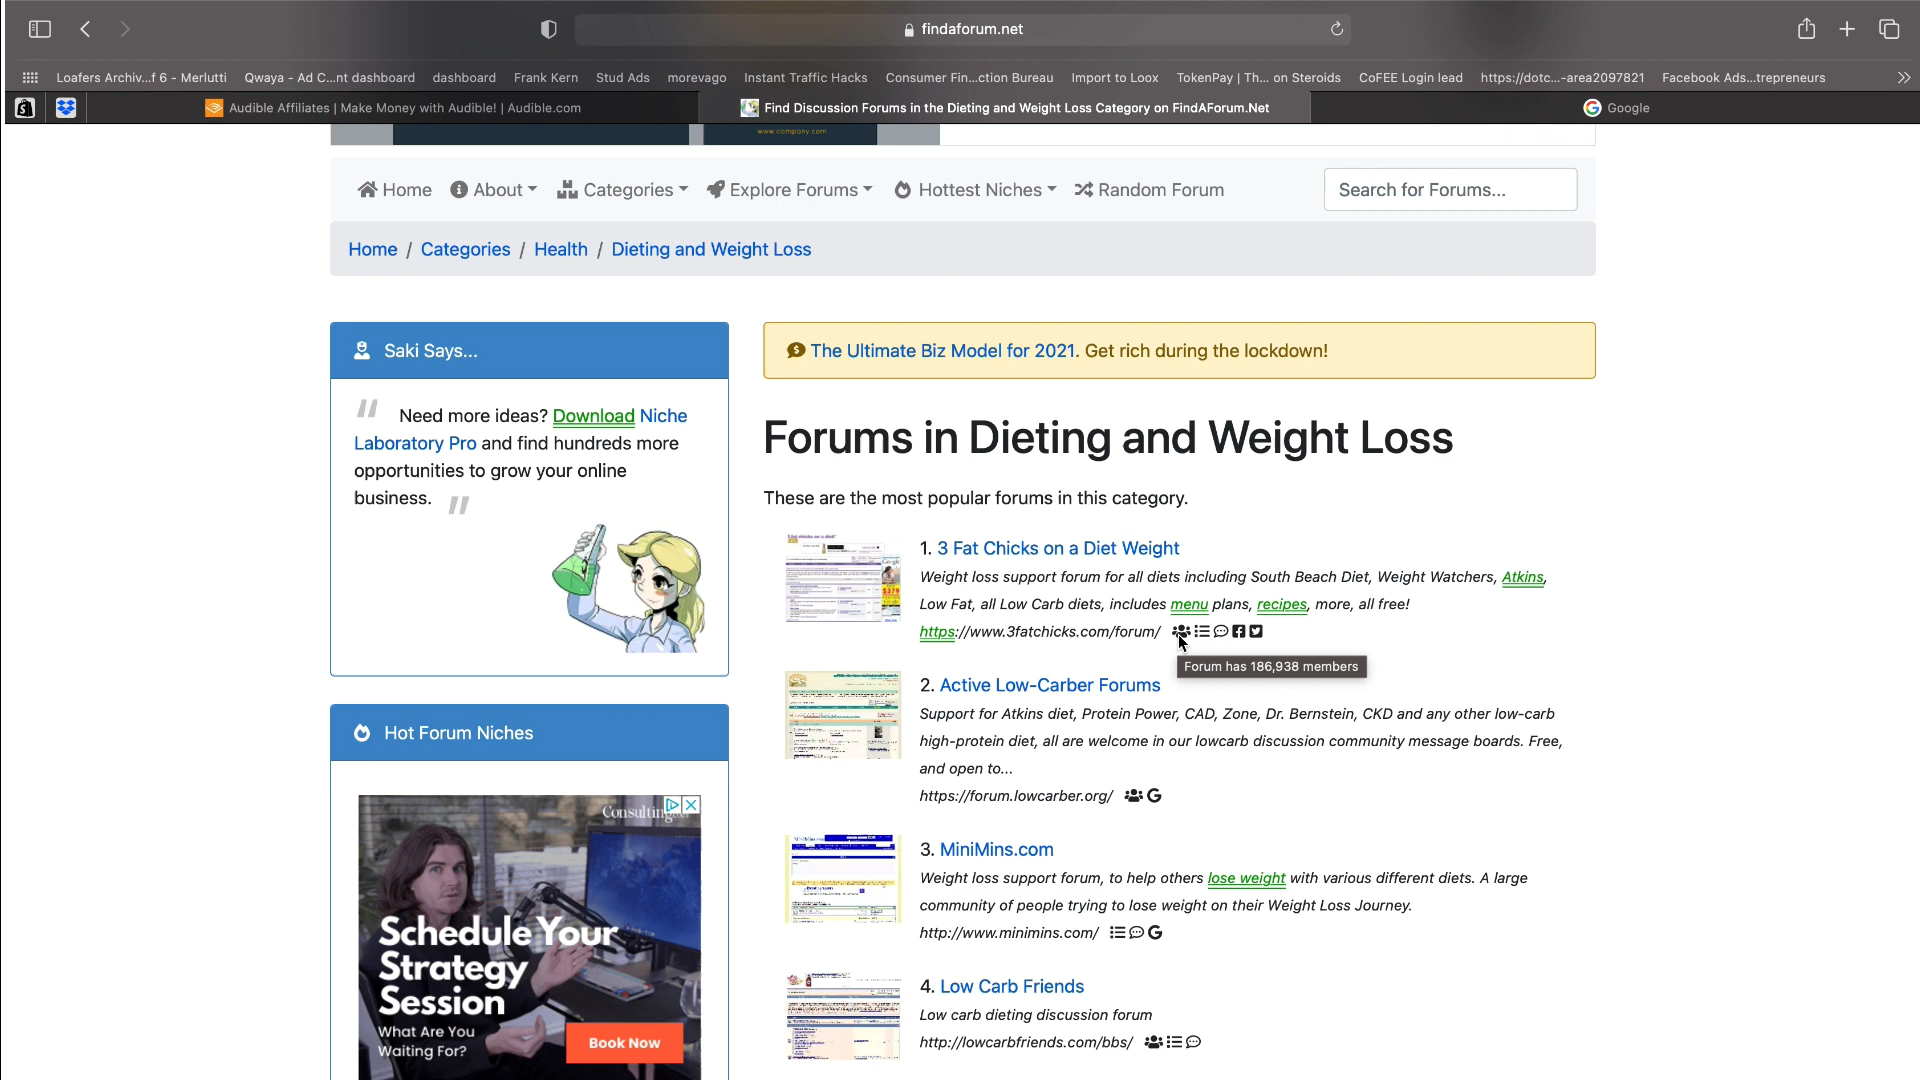 findaforum.net
Loafers Archiv...f 6 - Merlutti Qwaya - Ad C...nt dashboard dashboard Frank Kern Stud Ads morevago Instant Traffic Hacks Consumer Fin...ction Bureau Import to Loox TokenPay | Th... on Steroids CoFEE Login lead https://dotc...-area2097821 Facebook Ads...trepreneurs
Audible Affiliates | Make Money with Audible! | Audible.com Find Discussion Forums in the Dieting and Weight Loss Category on FindAForum.Net Google
www.company.com
Home About Categories Explore Forums Hottest Niches Random Forum Search for Forums...
Home / Categories / Health / Dieting and Weight Loss
Saki Says...
Need more ideas? Download Niche
Laboratory Pro and find hundreds more
opportunities to grow your online
business.
Hot Forum Niches
Consulting.com
Schedule Your
Strategy
Session
What Are You
Waiting For?
Book Now
The Ultimate Biz Model for 2021. Get rich during the lockdown!
Forums in Dieting and Weight Loss
These are the most popular forums in this category.
1. 3 Fat Chicks on a Diet Weight
Weight loss support forum for all diets including South Beach Diet, Weight Watchers, Atkins,
Low Fat, all Low Carb diets, includes menu plans, recipes, more, all free!
https://www.3fatchicks.com/forum/
Forum has 186,938 members
2. Active Low-Carber Forums
Support for Atkins diet, Protein Power, CAD, Zone, Dr. Bernstein, CKD and any other low-carb
high-protein diet, all are welcome in our lowcarb discussion community message boards. Free,
and open to...
https://forum.lowcarber.org/
3. MiniMins.com
Weight loss support forum, to help others lose weight with various different diets. A large
community of people trying to lose weight on their Weight Loss Journey.
http://www.minimins.com/
4. Low Carb Friends
Low carb dieting discussion forum
http://lowcarbfriends.com/bbs/